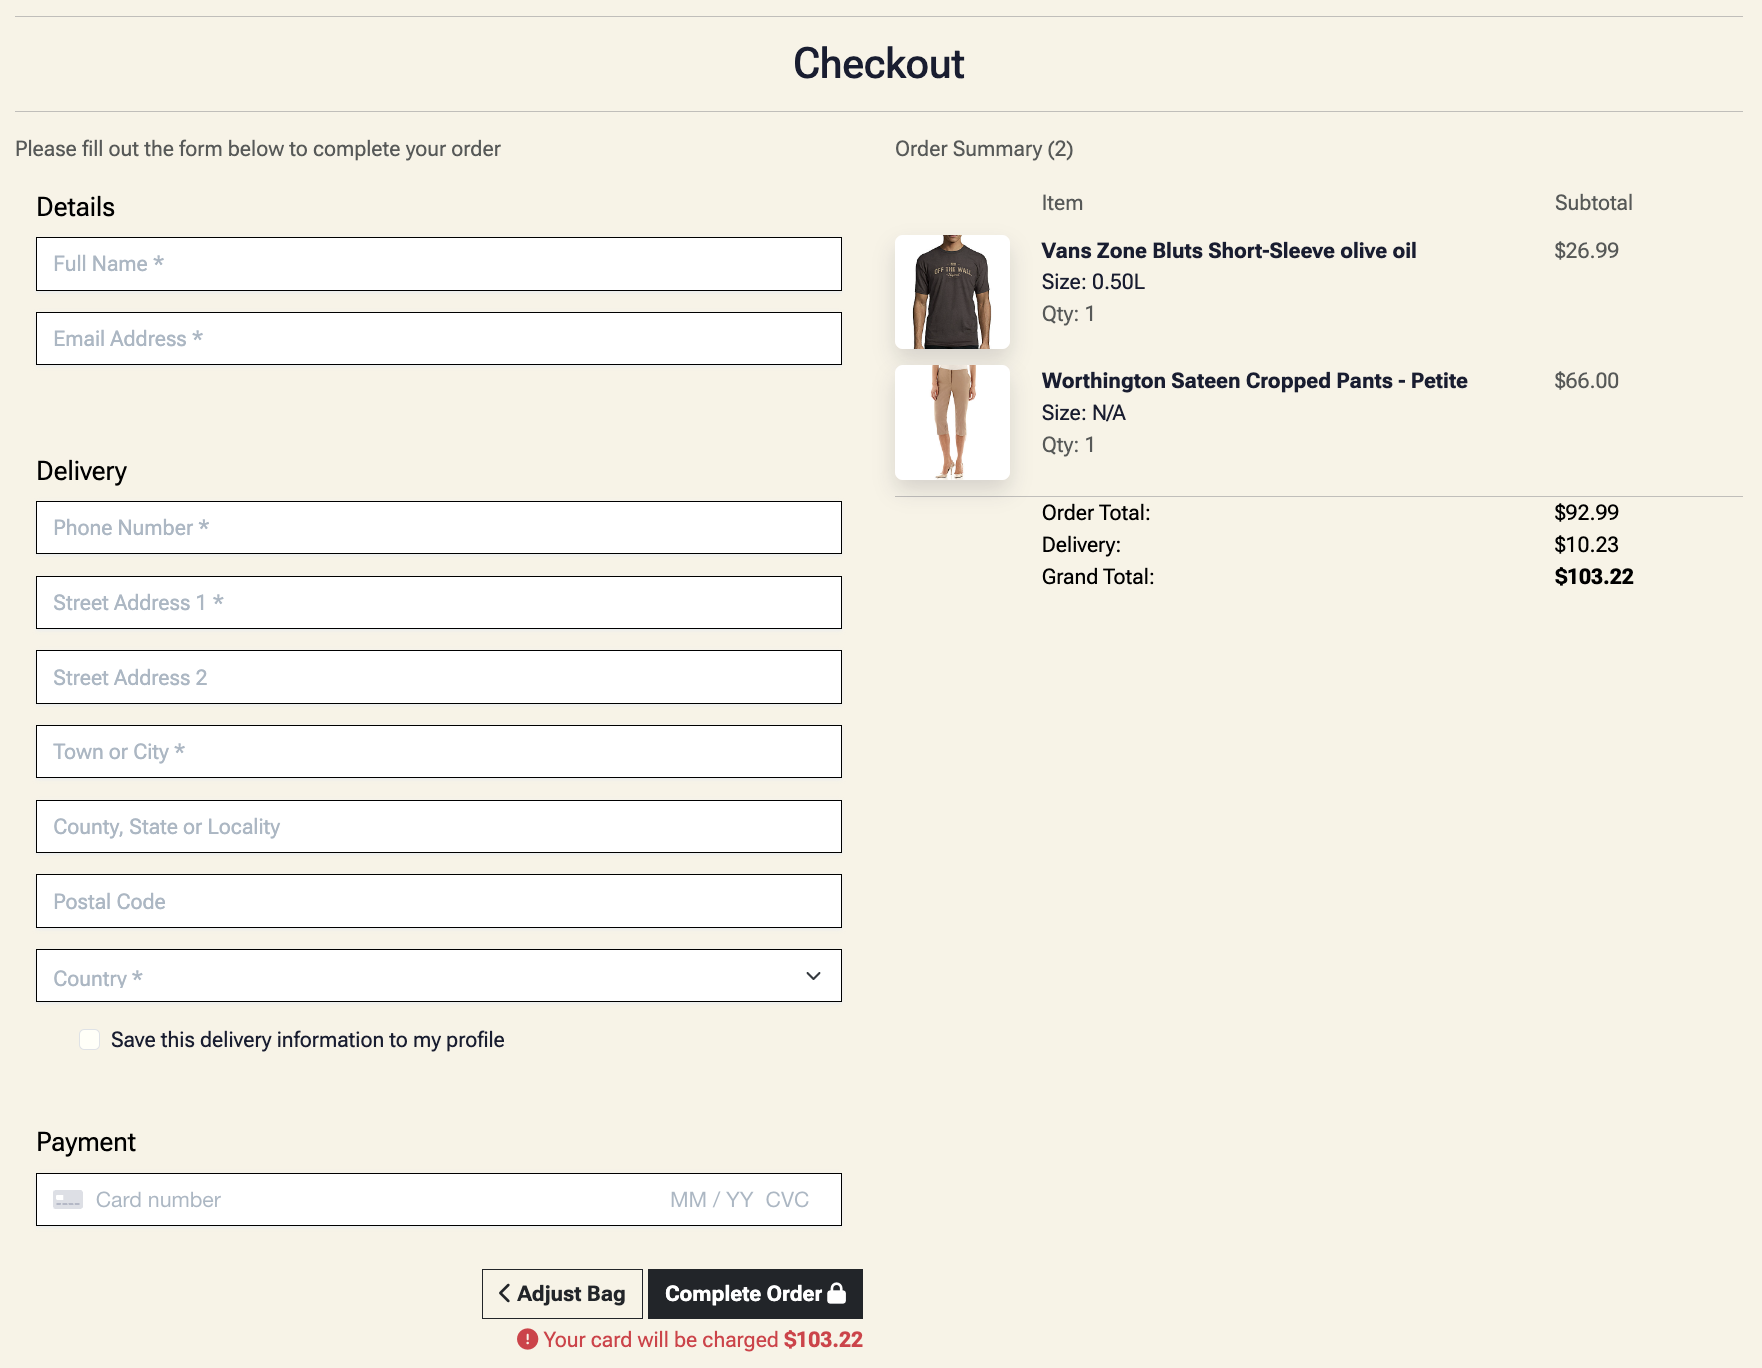 Checkout
Please fill out the form below to complete your order
Details
Full Name *
Email Address *
Delivery
Phone Number *
Street Address 1 *
Street Address 2
Town or City *
County, State or Locality
Postal Code
Country *
Save this delivery information to my profile
Payment
Card number MM / YY CVC
Adjust Bag Complete Order
Your card will be charged $103.22
Order Summary (2)
Item Subtotal
OFF THE WALL
Vans Zone Bluts Short-Sleeve olive oil $26.99
Size: 0.50L
Qty: 1
Worthington Sateen Cropped Pants - Petite $66.00
Size: N/A
Qty: 1
Order Total: $92.99
Delivery: $10.23
Grand Total: $103.22